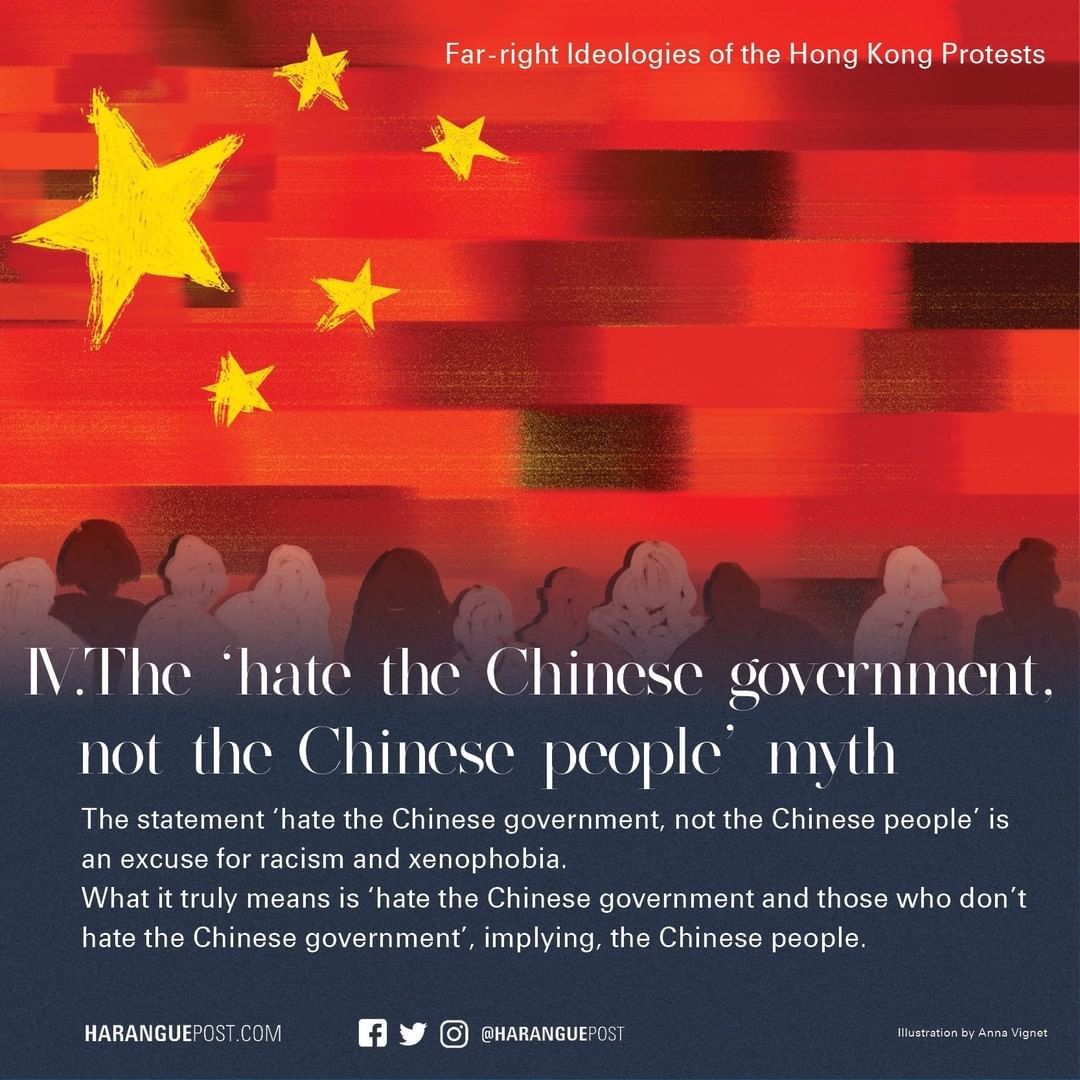 Far-right Ideologies of the Hong Kong Protests
IV.The ‘hate the Chinese government,
not the Chinese people’ myth
The statement ‘hate the Chinese government, not the Chinese people’ is
an excuse for racism and xenophobia.
What it truly means is ‘hate the Chinese government and those who don’t
hate the Chinese government’, implying, the Chinese people.
HARANGUEPOST.COM
@HARANGUEPOST
Illustration by Anna Vignet